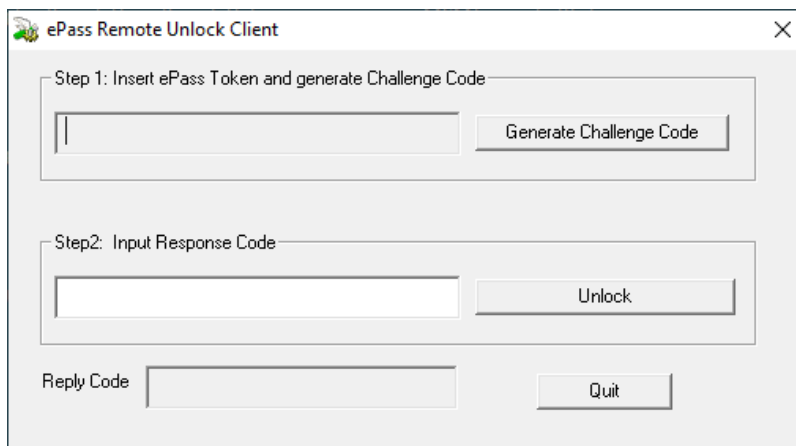 ePass Remote Unlock Client
Step 1: Insert ePass Token and generate Challenge Code
Generate Challenge Code
Step2:  Input Response Code
Unlock
Reply Code
Quit